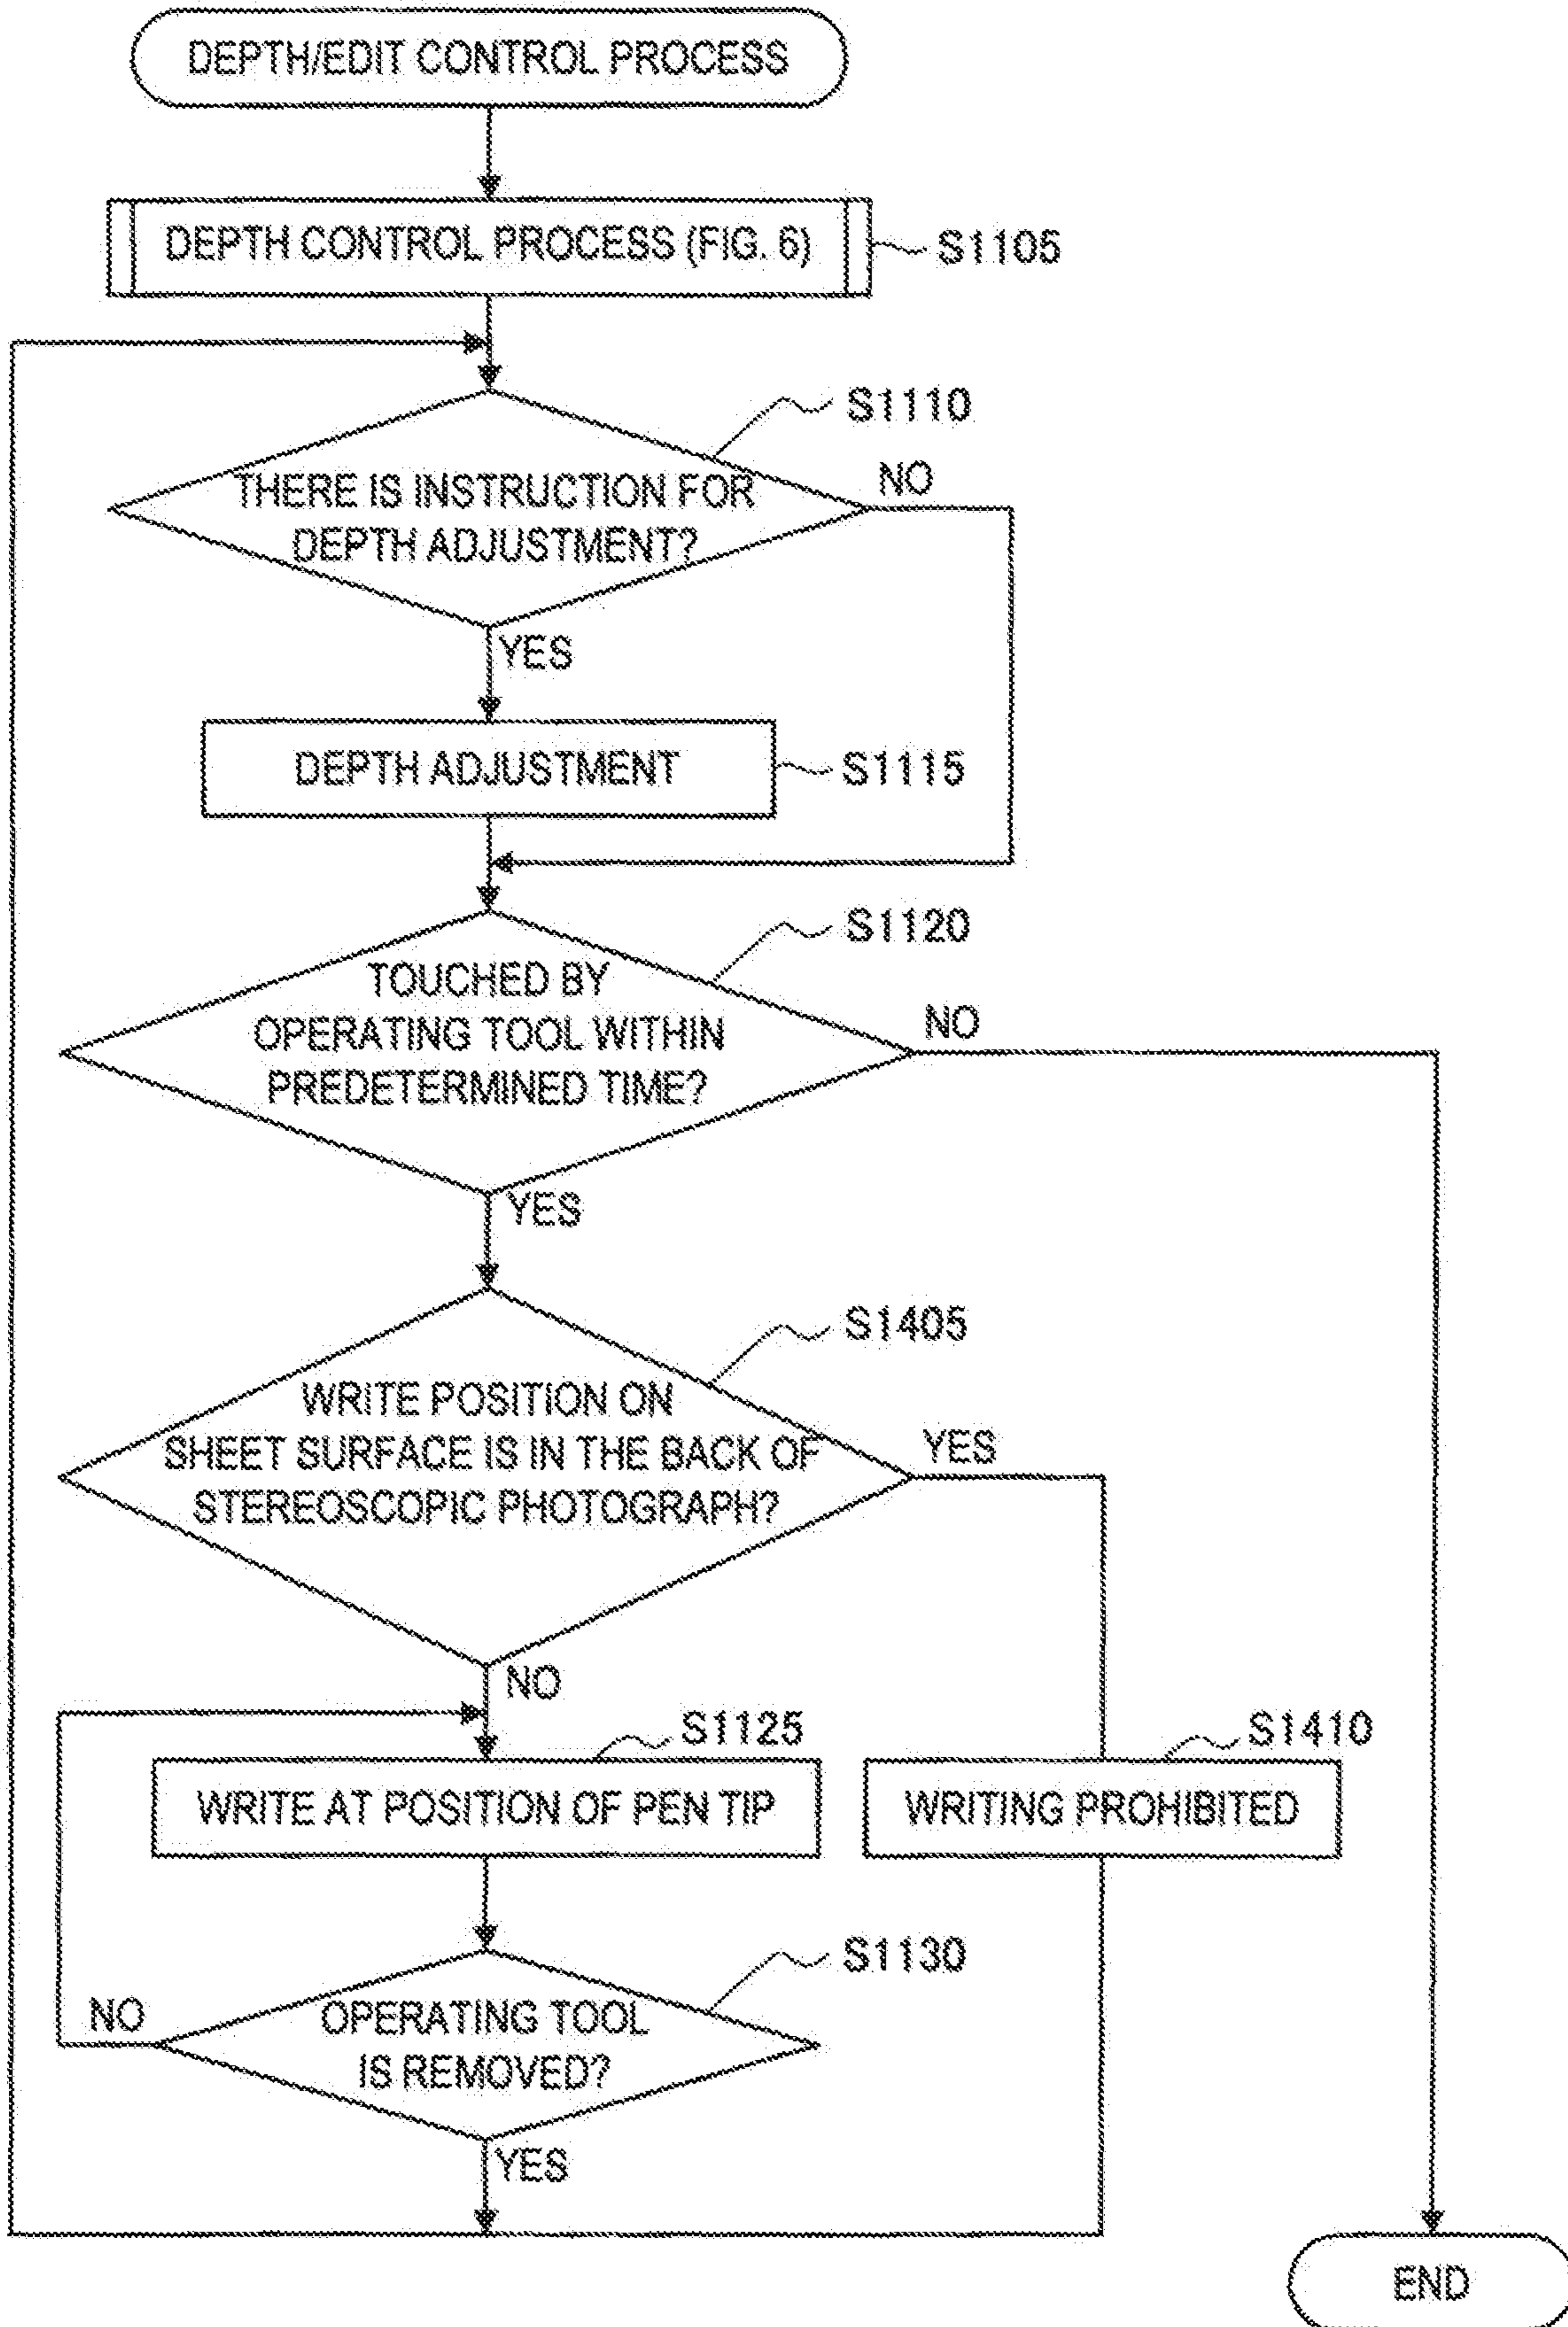 DEPTH/EDIT CONTROL PROCESS
DEPTH CONTROL PROCESS (FIG. 6)
S1105
S1110
THERE IS INSTRUCTION FOR
DEPTH ADJUSTMENT?
NO
YES
DEPTH ADJUSTMENT
S1115
S1120
TOUCHED BY
OPERATING TOOL WITHIN
PREDETERMINED TIME?
NO
YES
S1405
WRITE POSITION ON
SHEET SURFACE IS IN THE BACK OF
STEREOSCOPIC PHOTOGRAPH?
YES
NO
S1125
WRITE AT POSITION OF PEN TIP
S1410
WRITING PROHIBITED
S1130
OPERATING TOOL
IS REMOVED?
NO
YES
END